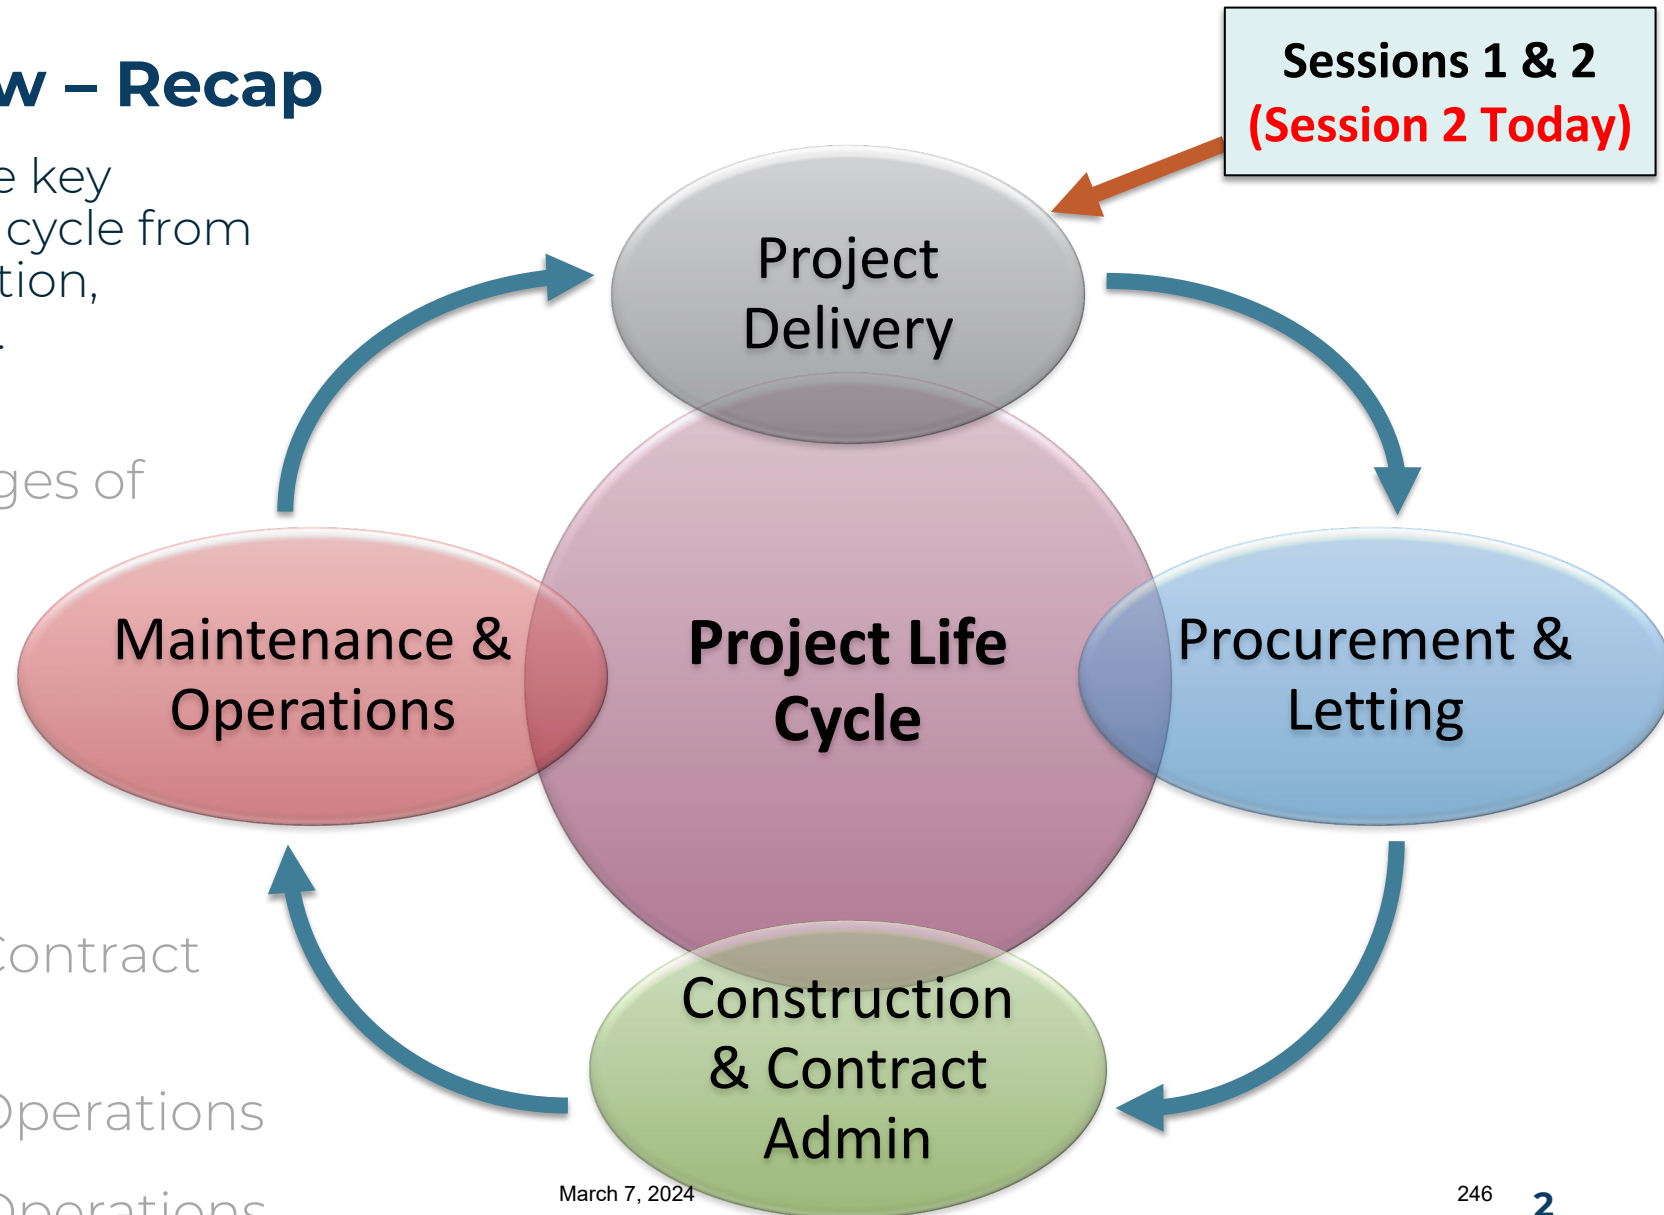 w – Recap
e key
cycle from
tion,
.
ges of
Contract
Operations
Operations
Sessions 1 & 2
(Session 2 Today)
Project
Delivery
Maintenance &
Operations
Project Life
Cycle
Procurement &
Letting
Construction
& Contract
Admin
March 7, 2024
246
2